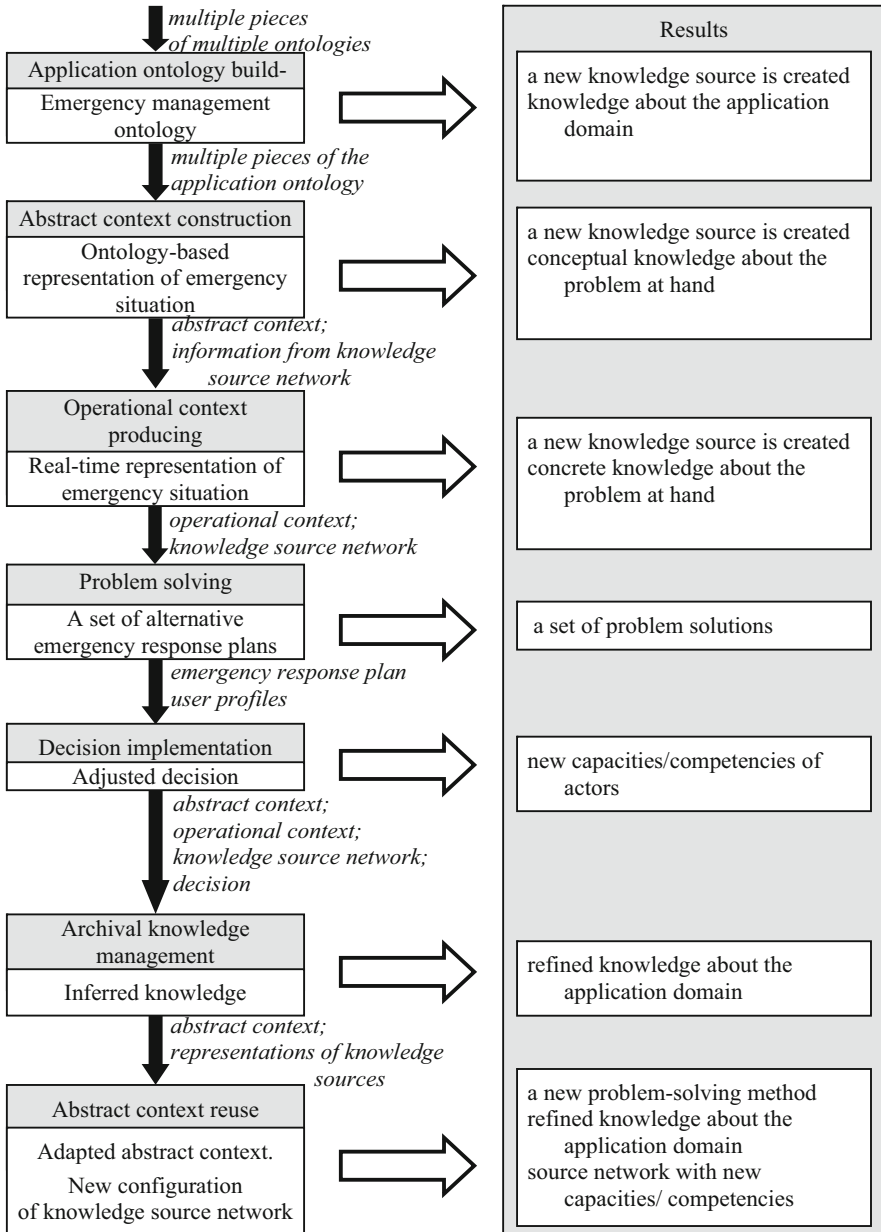 multiple pieces
of multiple ontologies
Results
Application ontology build-
Emergency management
ontology
a new knowledge source is created
knowledge about the application
domain
multiple pieces of the
application ontology
Abstract context construction
Ontology-based
representation of emergency
situation
a new knowledge source is created
conceptual knowledge about the
problem at hand
abstract context;
information from knowledge
source network
Operational context
producing
Real-time representation of
emergency situation
a new knowledge source is created
concrete knowledge about the
problem at hand
operational context;
knowledge source network
Problem solving
A set of alternative
emergency response plans
a set of problem solutions
emergency response plan
user profiles
Decision implementation
Adjusted decision
new capacities/competencies of
actors
abstract context;
operational context;
knowledge source network;
decision
Archival knowledge
management
Inferred knowledge
refined knowledge about the
application domain
abstract context;
representations of knowledge
sources
Abstract context reuse
Adapted abstract context.
New configuration
of knowledge source network
a new problem-solving method
refined knowledge about the
application domain
source network with new
capacities/ competencies